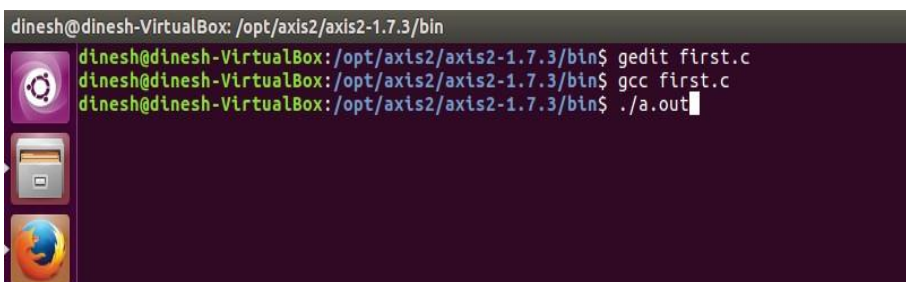 dinesh@dinesh-VirtualBox: /opt/axis2/axis2-1.7.3/bin
dinesh@dinesh-VirtualBox:/opt/axis2/axis2-1.7.3/bin$ gedit first.c
dinesh@dinesh-VirtualBox:/opt/axis2/axis2-1.7.3/bin$ gcc first.c
dinesh@dinesh-VirtualBox:/opt/axis2/axis2-1.7.3/bin$ ./a.out